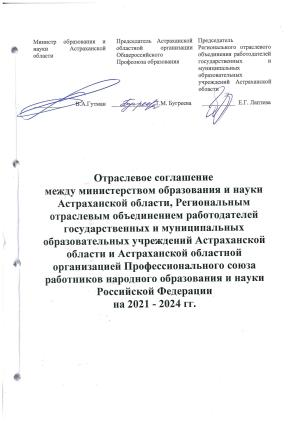 Министр образования и
науки Астраханской
области
В.А.Гутман
Председатель Астраханской
областной организации
Общероссийского
Профсоюза образования
М. Бугреева
Председатель
Регионального отраслевого
объединения работодателей
государственных и
муниципальных
образовательных
учреждений Астраханской
области
Е.Г. Лаптева
Отраслевое соглашение
между министерством образования и науки
Астраханской области, Региональным
отраслевым объединением работодателей
государственных и муниципальных
образовательных учреждений Астраханской
области и Астраханской областной
организацией Профессионального союза
работников народного образования и науки
Российской Федерации
на 2021 - 2024 гг.